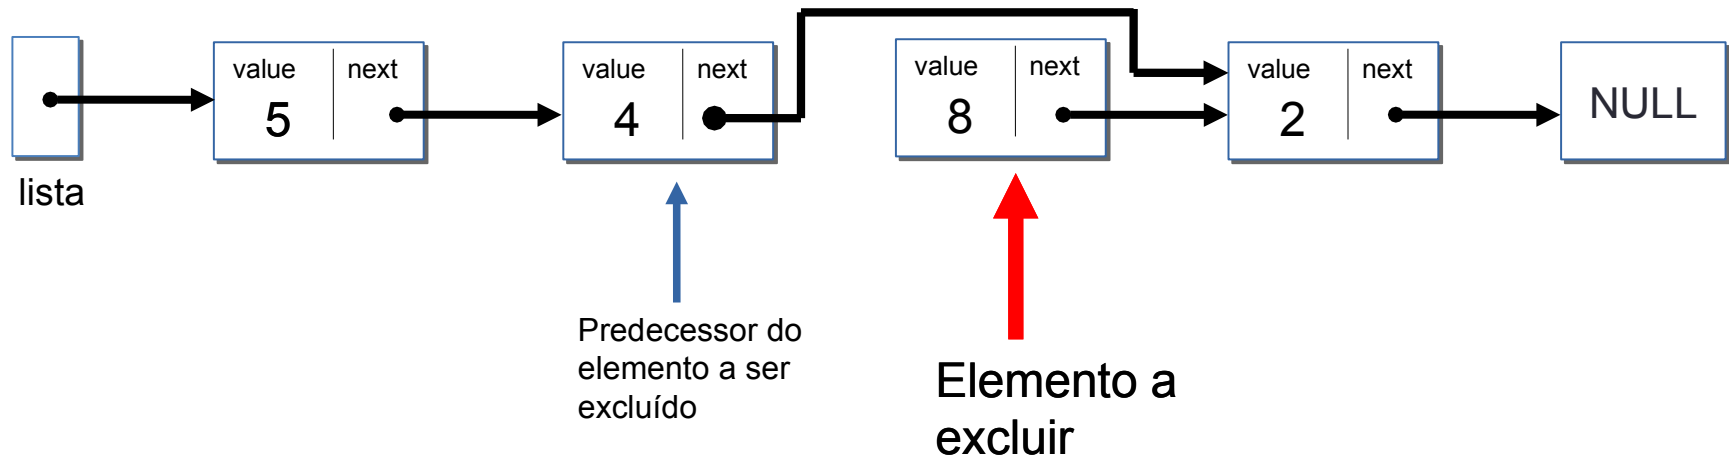 value next
5
value next
4
value next
8
value next
2
NULL
lista
Predecessor do
elemento a ser
excluído
Elemento a
excluir